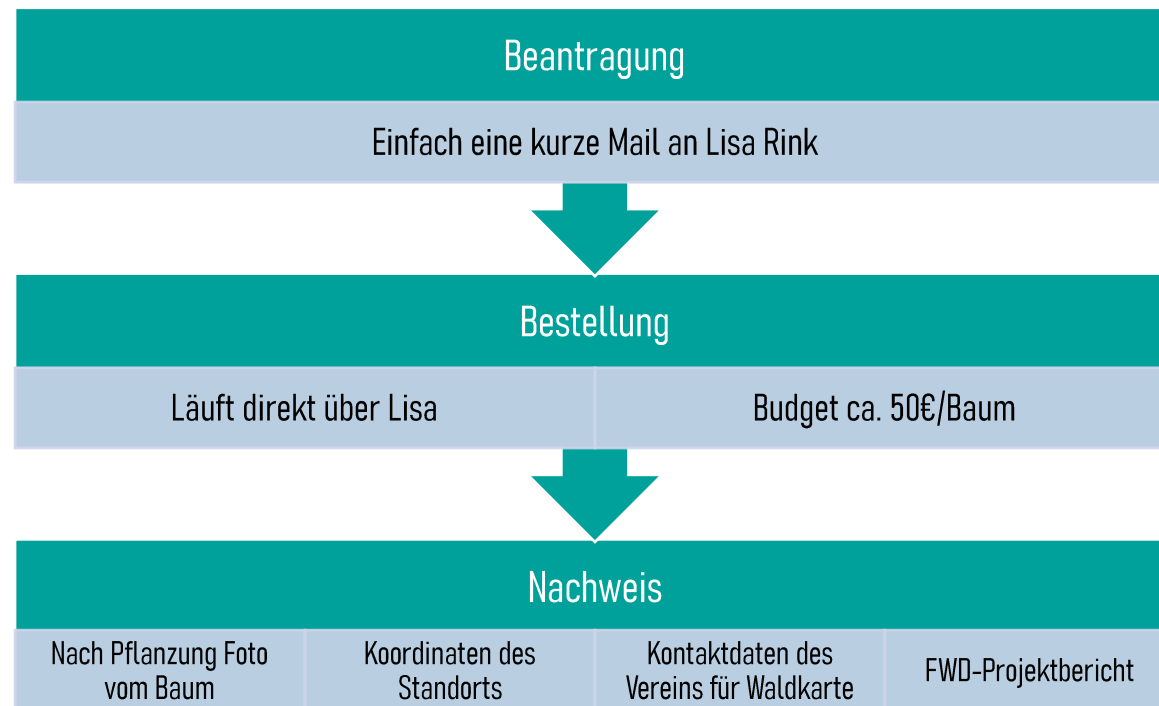 Beantragung
Einfach eine kurze Mail an Lisa Rink
Bestellung
Läuft direkt über Lisa
Budget ca. 50€/Baum
Nachweis
Nach Pflanzung Foto
vom Baum
Koordinaten des
Standorts
Kontaktdaten des
Vereins für Waldkarte
FWD-Projektbericht